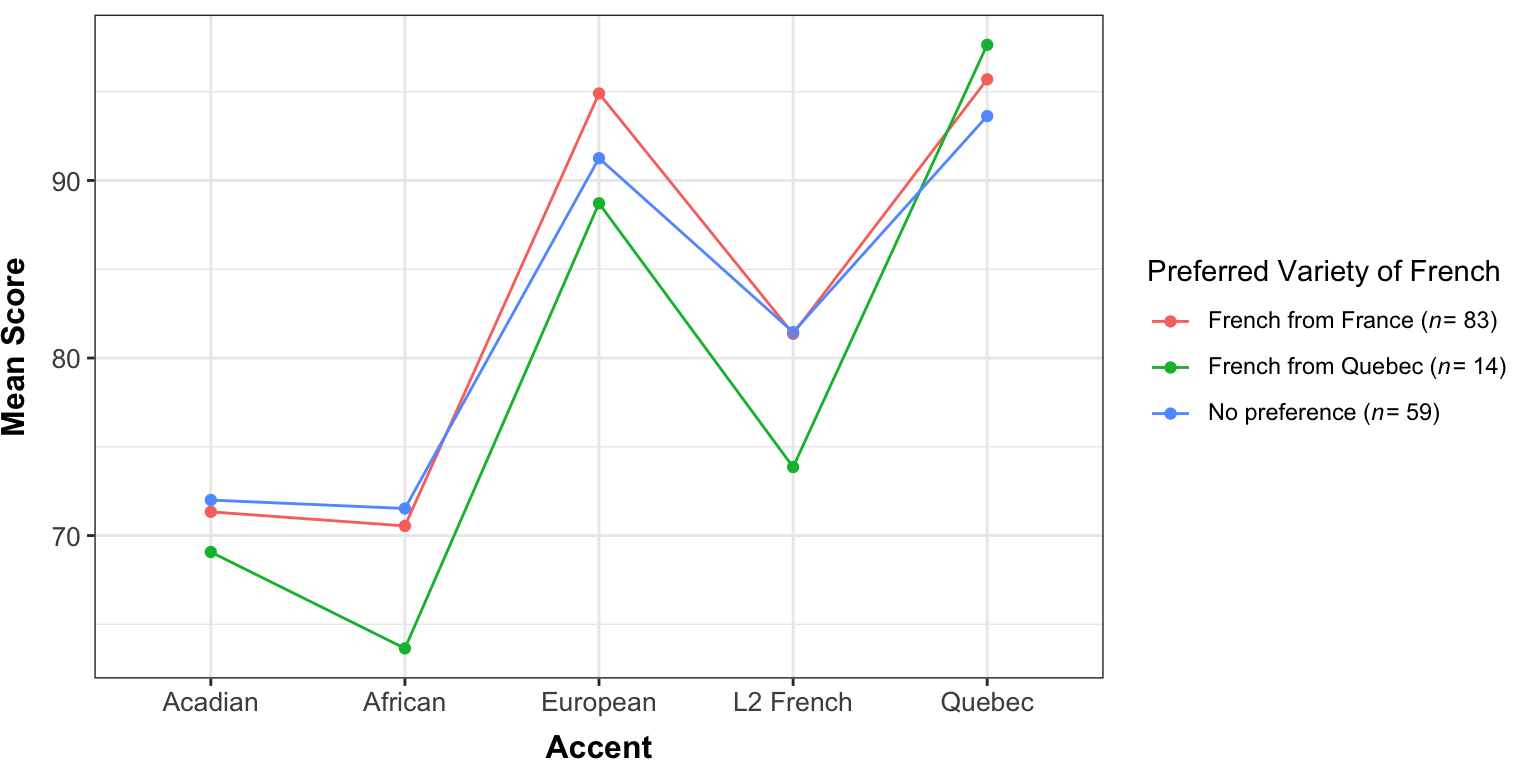 Mean Score
90
80
70
Acadian
African
European
L2 French
Quebec
Accent
Preferred Variety of French
French from France (n= 83)
French from Quebec (n= 14)
No preference (n= 59)